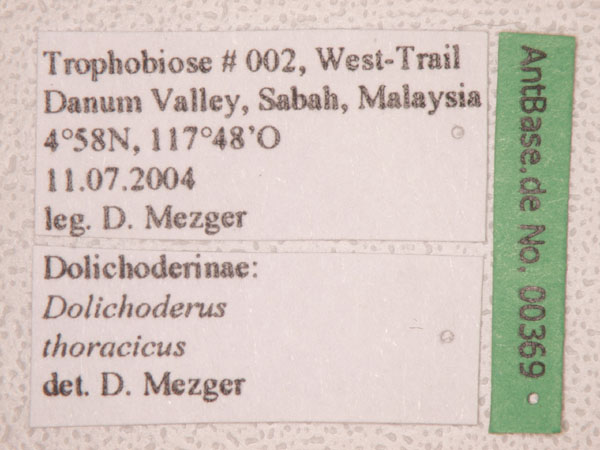 Trophobiose # 002, West-Trail
Danum Valley, Sabah, Malaysia
4°58N, 117°48'O
11.07.2004
leg. D. Mezger
Dolichoderinae:
Dolichoderus
thoracicus
det. D. Mezger
AntBase.de No. 00369